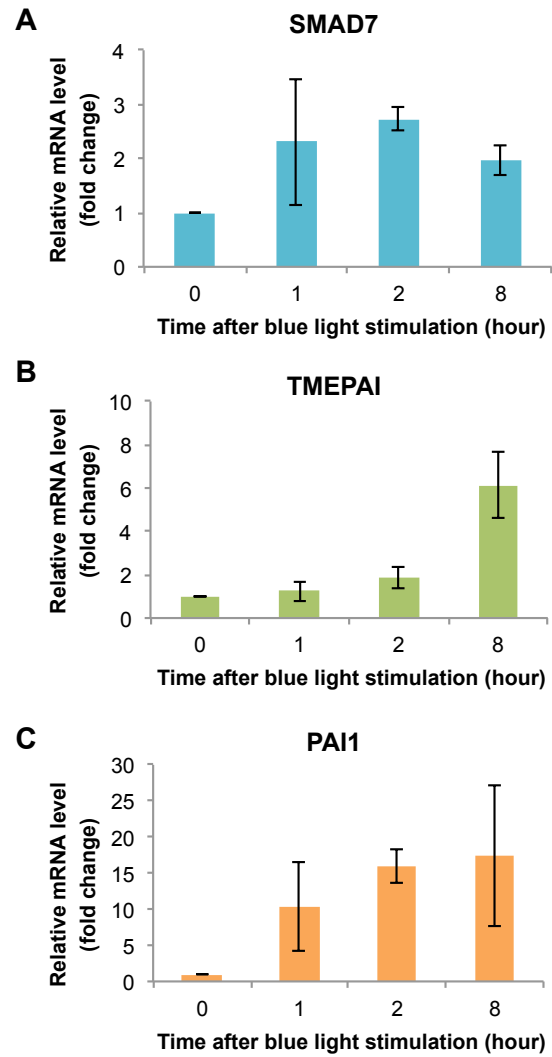 A
SMAD7
Relative mRNA level
(fold change)
4
3
2
1
0
0 1 2 8
Time after blue light stimulation (hour)
B
TMEPAI
Relative mRNA level
(fold change)
10
8
6
4
2
0
0 1 2 8
Time after blue light stimulation (hour)
C
PAI1
Relative mRNA level
(fold change)
30
25
20
15
10
5
0
0 1 2 8
Time after blue light stimulation (hour)